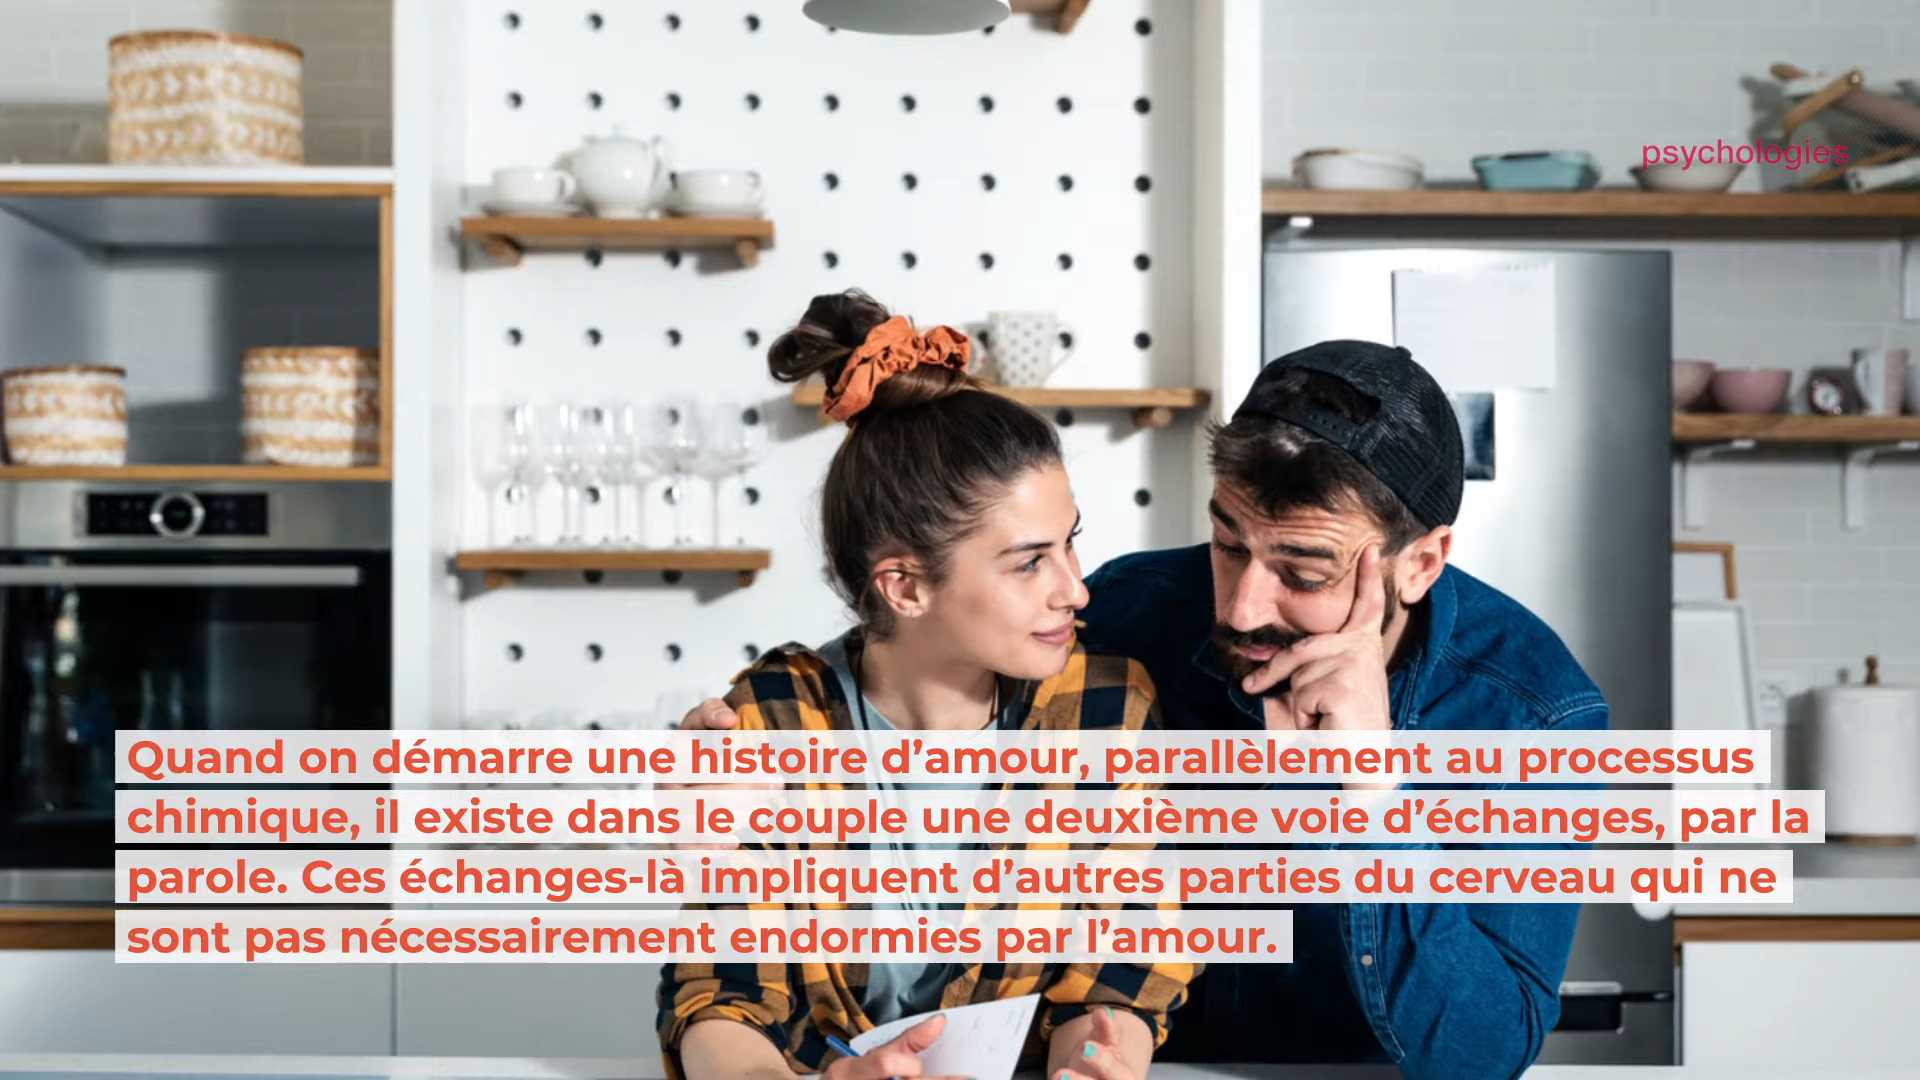 psychologies
Quand on démarre une histoire d’amour, parallèlement au processus
chimique, il existe dans le couple une deuxième voie d’échanges, par la
parole. Ces échanges-là impliquent d’autres parties du cerveau qui ne
sont pas nécessairement endormies par l’amour.